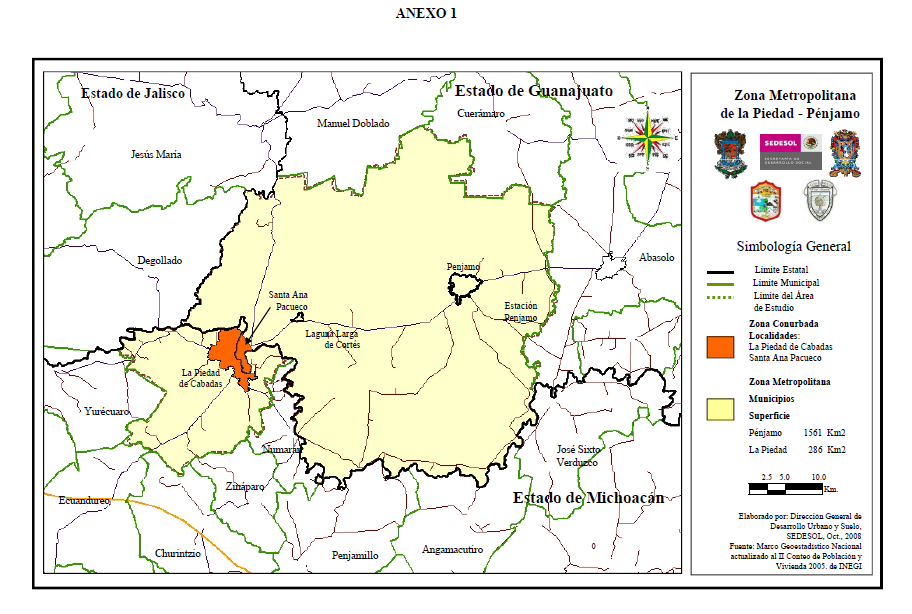 ANEXO 1
Estado de Jalisco
Estado de Guanajuato
Manuel Doblado
Cuerámaro
Jesús María
Degollado
Abasolo
Penjamo
Santa Ana
Pacueco
Estación
Penjamo
Laguna Larga
de Cortés
La Piedad
de Cabadas
Yurécuaro
Numarán
José Sixto
Verduzco
Zináparo
Ecuandureo
Estado de Michoacán
Churintzio
Penjamillo
Angamacutiro
Zona Metropolitana
de la Piedad - Pénjamo
SEDESOL
SECRETARÍA DE
DESARROLLO SOCIAL
Simbología General
Limite Estatal
Limite Municipal
Limite del Área
de Estudio
Zona Conurbada
Localidades:
La Piedad de Cabadas
Santa Ana Pacueco
Zona Metropolitana
Municipios
Superficie
Pénjamo 1561 Km2
La Piedad 286 Km2
2.5 5.0 10.0
Km.
Elaborado por: Dirección General de
Desarrollo Urbano y Suelo,
SEDESOL, Oct., 2008
Fuente: Marco Geoestadístico Nacional
actualizado al II Conteo de Población y
Vivienda 2005. de INEGI